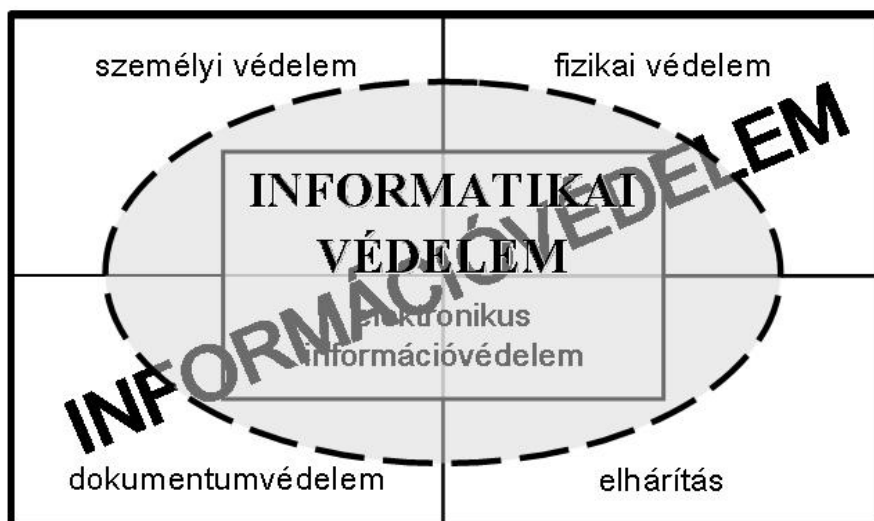 személyi védelem
fizikai védelem
INFORMÁCIÓVÉDELEM
INFORMATIKAI
VÉDELEM
elektronikus
információvédelem
dokumentumvédelem
elhárítás